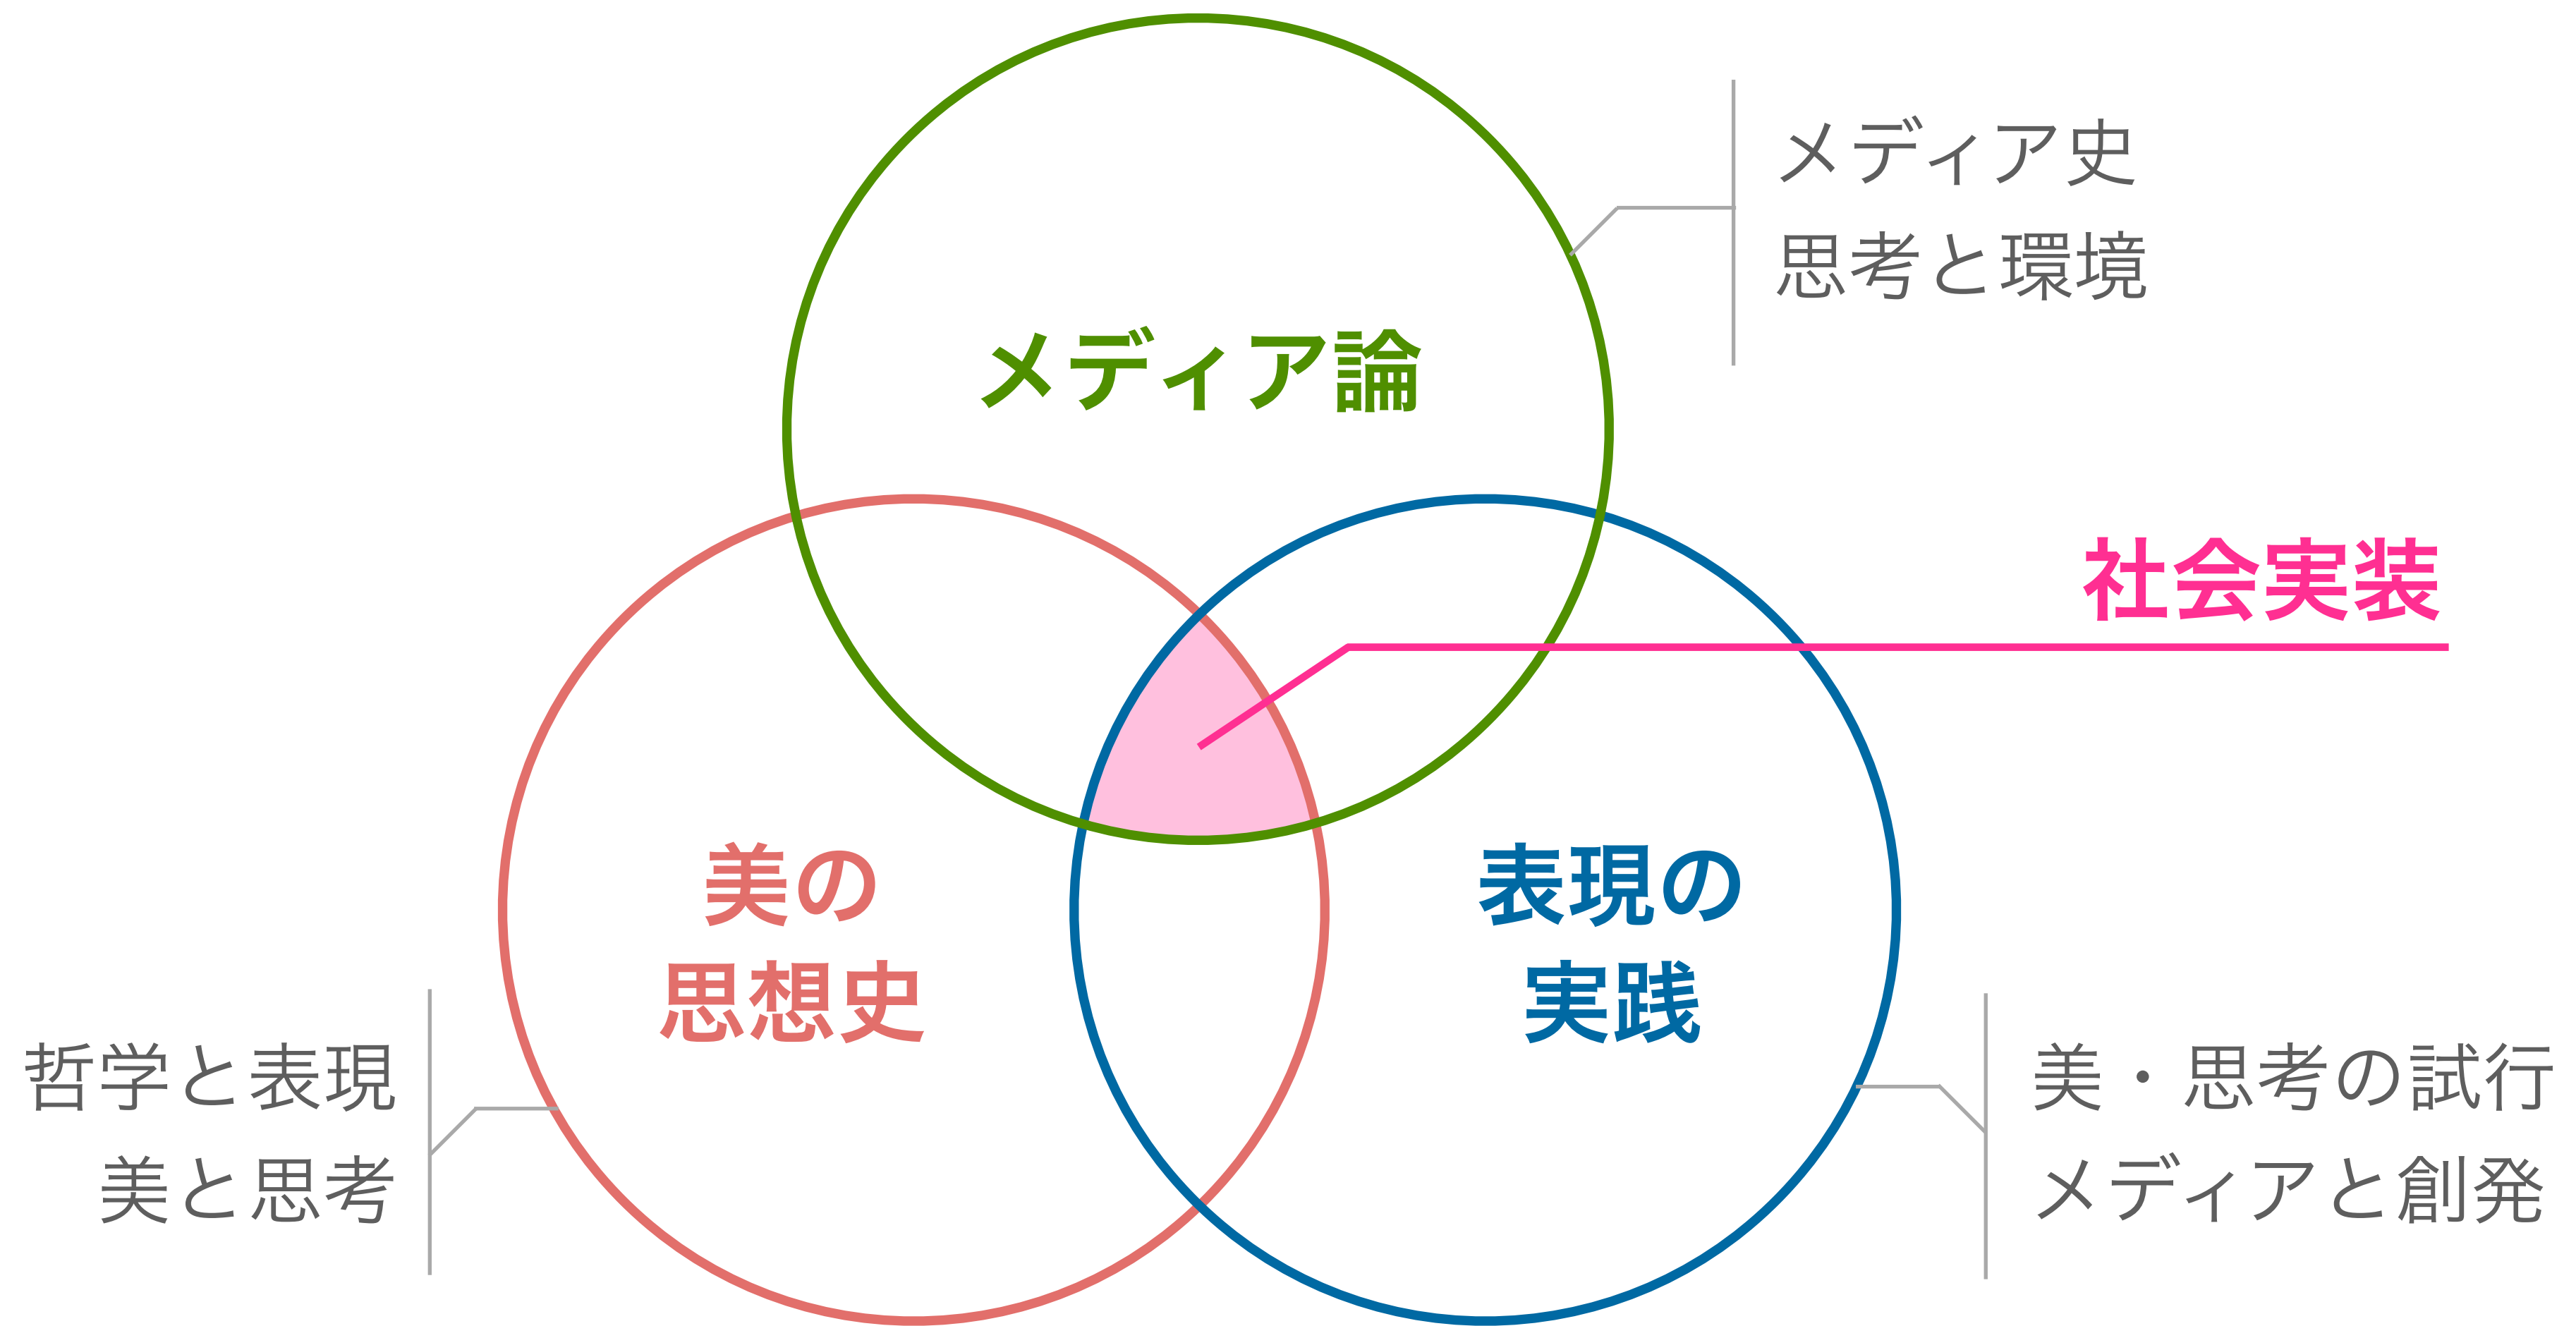 メディア史
思考と環境
メディア論
社会実装
美の
思想史
表現の
実践
哲学と表現
美と思考
美・思考の試行
メディアと創発